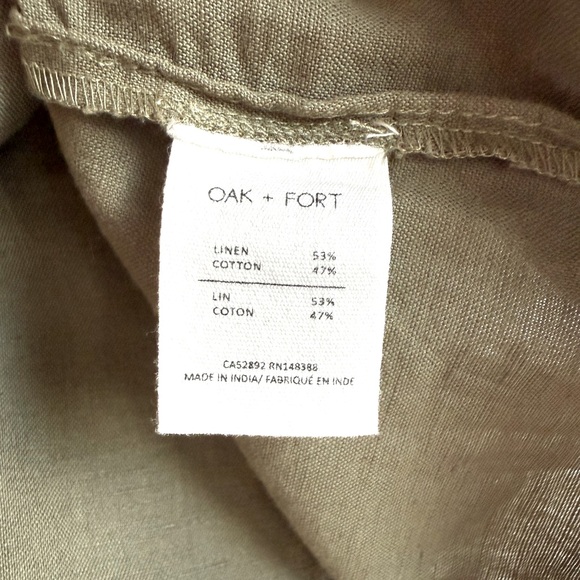 OAK + FORT
LINEN 53%
COTTON 47%
LIN 53%
COTON 47%
CA52892 RN148388
MADE IN INDIA/ FABRIQUÉ EN INDE